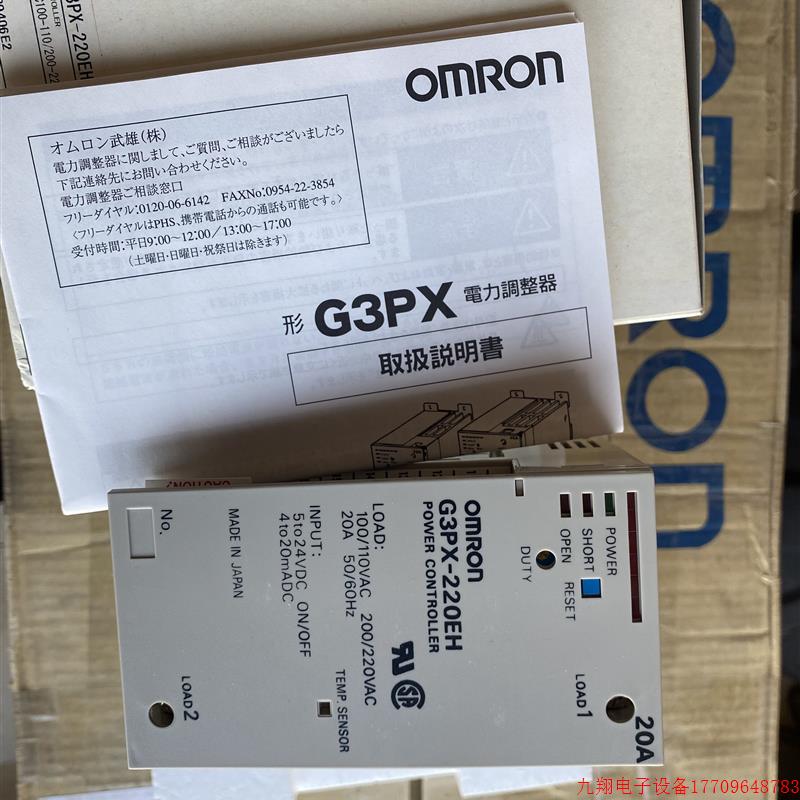 3PX-220EH
OMRON
オムロン武雄(株)
電力調整器に関しまして、ご質問、ご相談がございましたら
下記連絡先にお問い合わせください。
電力調整器ご相談窓口
フリーダイヤル:0120-06-6142 FAXNo:0954-22-3854
〈フリーダイヤルはPHS、携帯電話からの通話も可能です。〉
受付時間:平日9:00~12:00/13:00~17:00
(土曜日・日曜日・祝祭日は除きます)
形 G3PX 電力調整器
取扱説明書
OMRON
OMRON
G3PX-220EH
POWER CONTROLLER
LOAD:
100/110VAC 200/220VAC
20A 50/60Hz
INPUT:
5to24VDC ON/OFF
4to20mADC
MADE IN JAPAN
No.
POWER
SHORT
OPEN
RESET
DUTY
TEMP. SENSOR
LOAD2
LOAD1
20A
CAUTION!
九翔电子设备17709648783